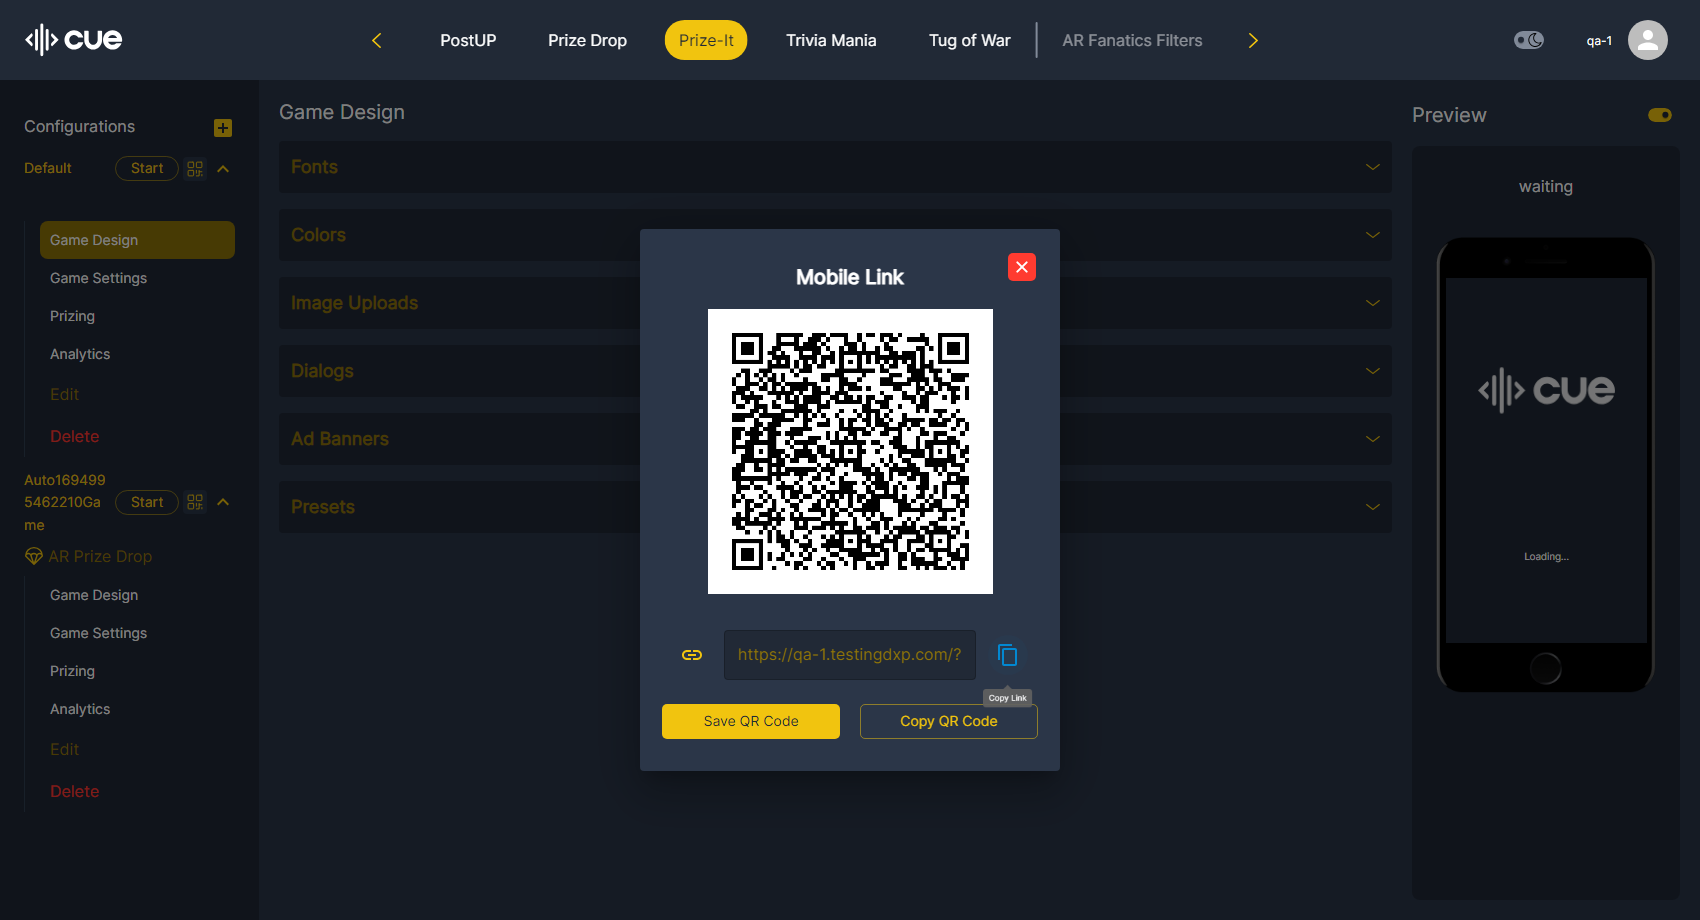 cue
PostUP
Prize Drop
Prize-It
Trivia Mania
Tug of War
AR Fanatics Filters
qa-1
Configurations
Default
Start
Game Design
Game Settings
Prizing
Analytics
Edit
Delete
Auto169499
5462210Ga
me
Start
AR Prize Drop
Game Design
Game Settings
Prizing
Analytics
Edit
Delete
Game Design
Fonts
Colors
Image Uploads
Dialogs
Ad Banners
Presets
Mobile Link
https://qa-1.testingdxp.com/?
Copy Link
Save QR Code
Copy QR Code
Preview
waiting
cue
Loading...